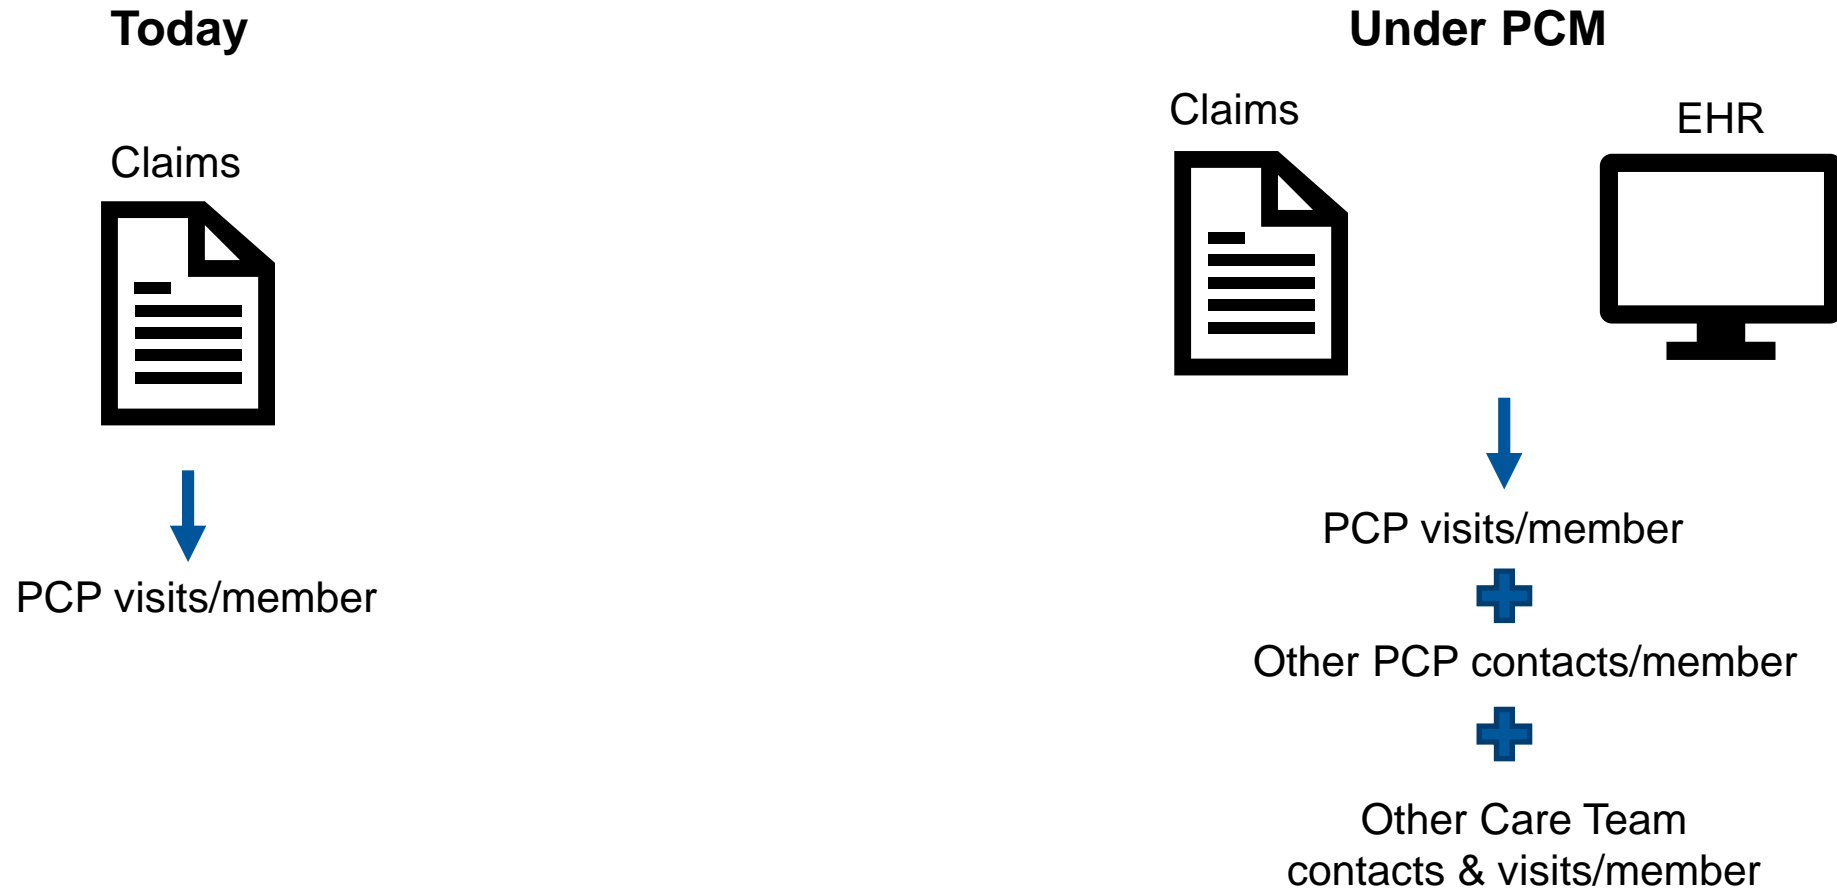 Today
Claims
PCP visits/member
Under PCM
Claims
EHR
PCP visits/member
Other PCP contacts/member
Other Care Team
contacts & visits/member